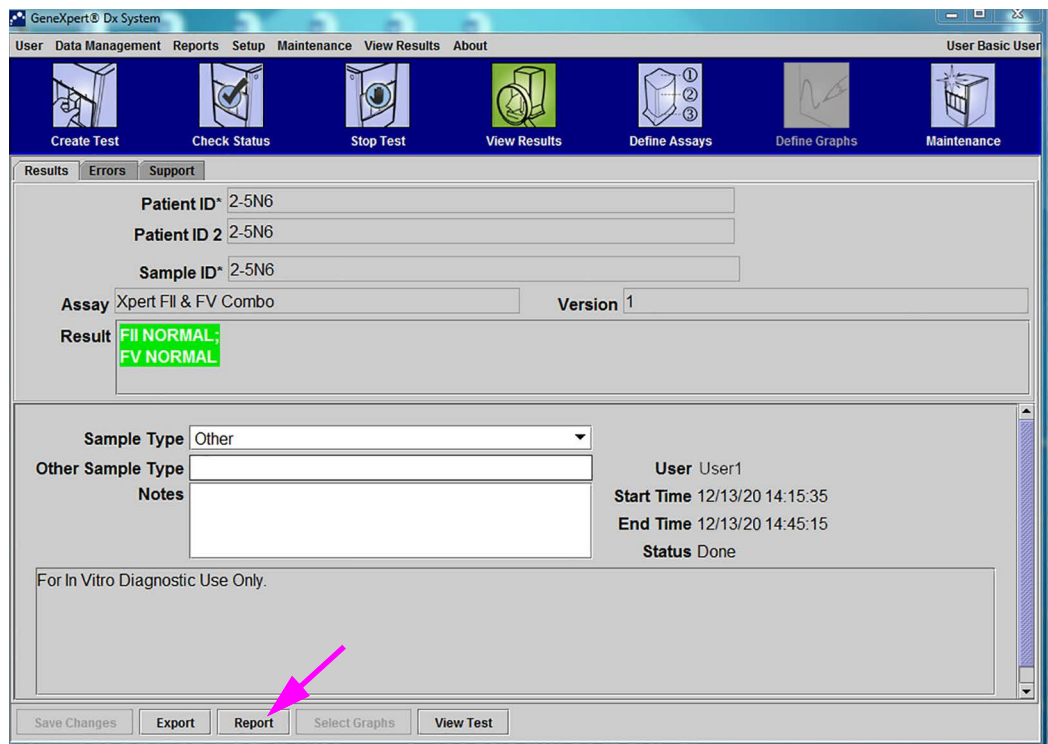 GeneXpert® Dx System
User Data Management Reports Setup Maintenance View Results About User Basic User
① ② ③
Create Test Check Status Stop Test View Results Define Assays Define Graphs Maintenance
Results Errors Support
Patient ID* 2-5N6
Patient ID 2 2-5N6
Sample ID* 2-5N6
Assay Xpert FII & FV Combo Version 1
Result FII NORMAL;
FV NORMAL
Sample Type Other
Other Sample Type User User1
Notes Start Time 12/13/20 14:15:35
End Time 12/13/20 14:45:15
Status Done
For In Vitro Diagnostic Use Only.
Save Changes Export Report Select Graphs View Test